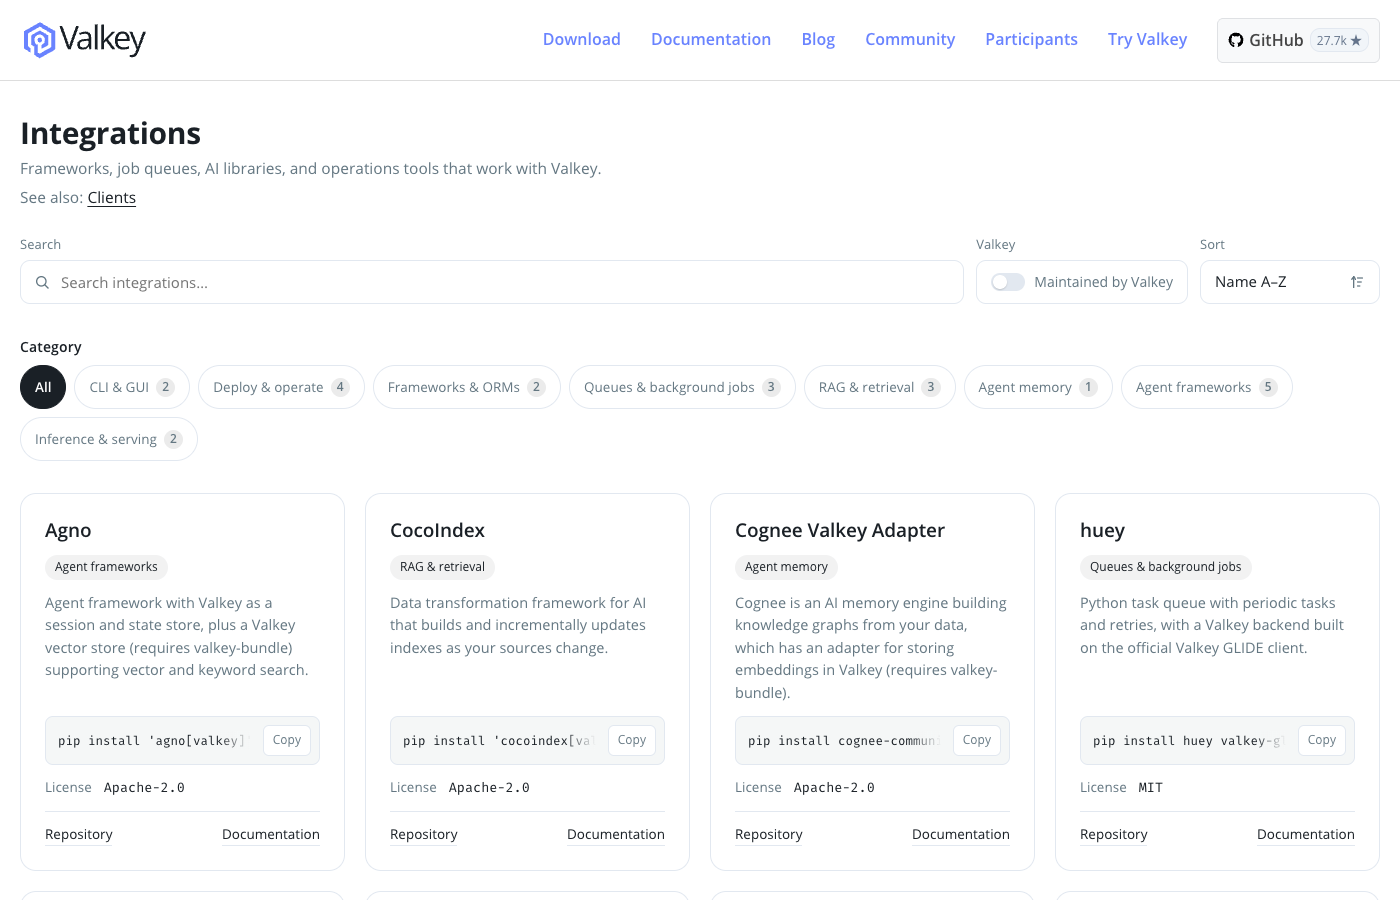 Valkey
Download
Documentation
Blog
Community
Participants
Try Valkey
GitHub 27.7k ★
Integrations
Frameworks, job queues, AI libraries, and operations tools that work with Valkey.
See also: Clients
Search
Search integrations...
Valkey
Maintained by Valkey
Sort
Name A–Z
Category
All
CLI & GUI 2
Deploy & operate 4
Frameworks & ORMs 2
Queues & background jobs 3
RAG & retrieval 3
Agent memory 1
Agent frameworks 5
Inference & serving 2
Agno
Agent frameworks
Agent framework with Valkey as a
session and state store, plus a Valkey
vector store (requires valkey-bundle)
supporting vector and keyword search.
pip install 'agno[valkey]'
Copy
License Apache-2.0
Repository
Documentation
CocoIndex
RAG & retrieval
Data transformation framework for AI
that builds and incrementally updates
indexes as your sources change.
pip install 'cocoindex[va
Copy
License Apache-2.0
Repository
Documentation
Cognee Valkey Adapter
Agent memory
Cognee is an AI memory engine building
knowledge graphs from your data,
which has an adapter for storing
embeddings in Valkey (requires valkey-
bundle).
pip install cognee-commun
Copy
License Apache-2.0
Repository
Documentation
huey
Queues & background jobs
Python task queue with periodic tasks
and retries, with a Valkey backend built
on the official Valkey GLIDE client.
pip install huey valkey-gl
Copy
License MIT
Repository
Documentation